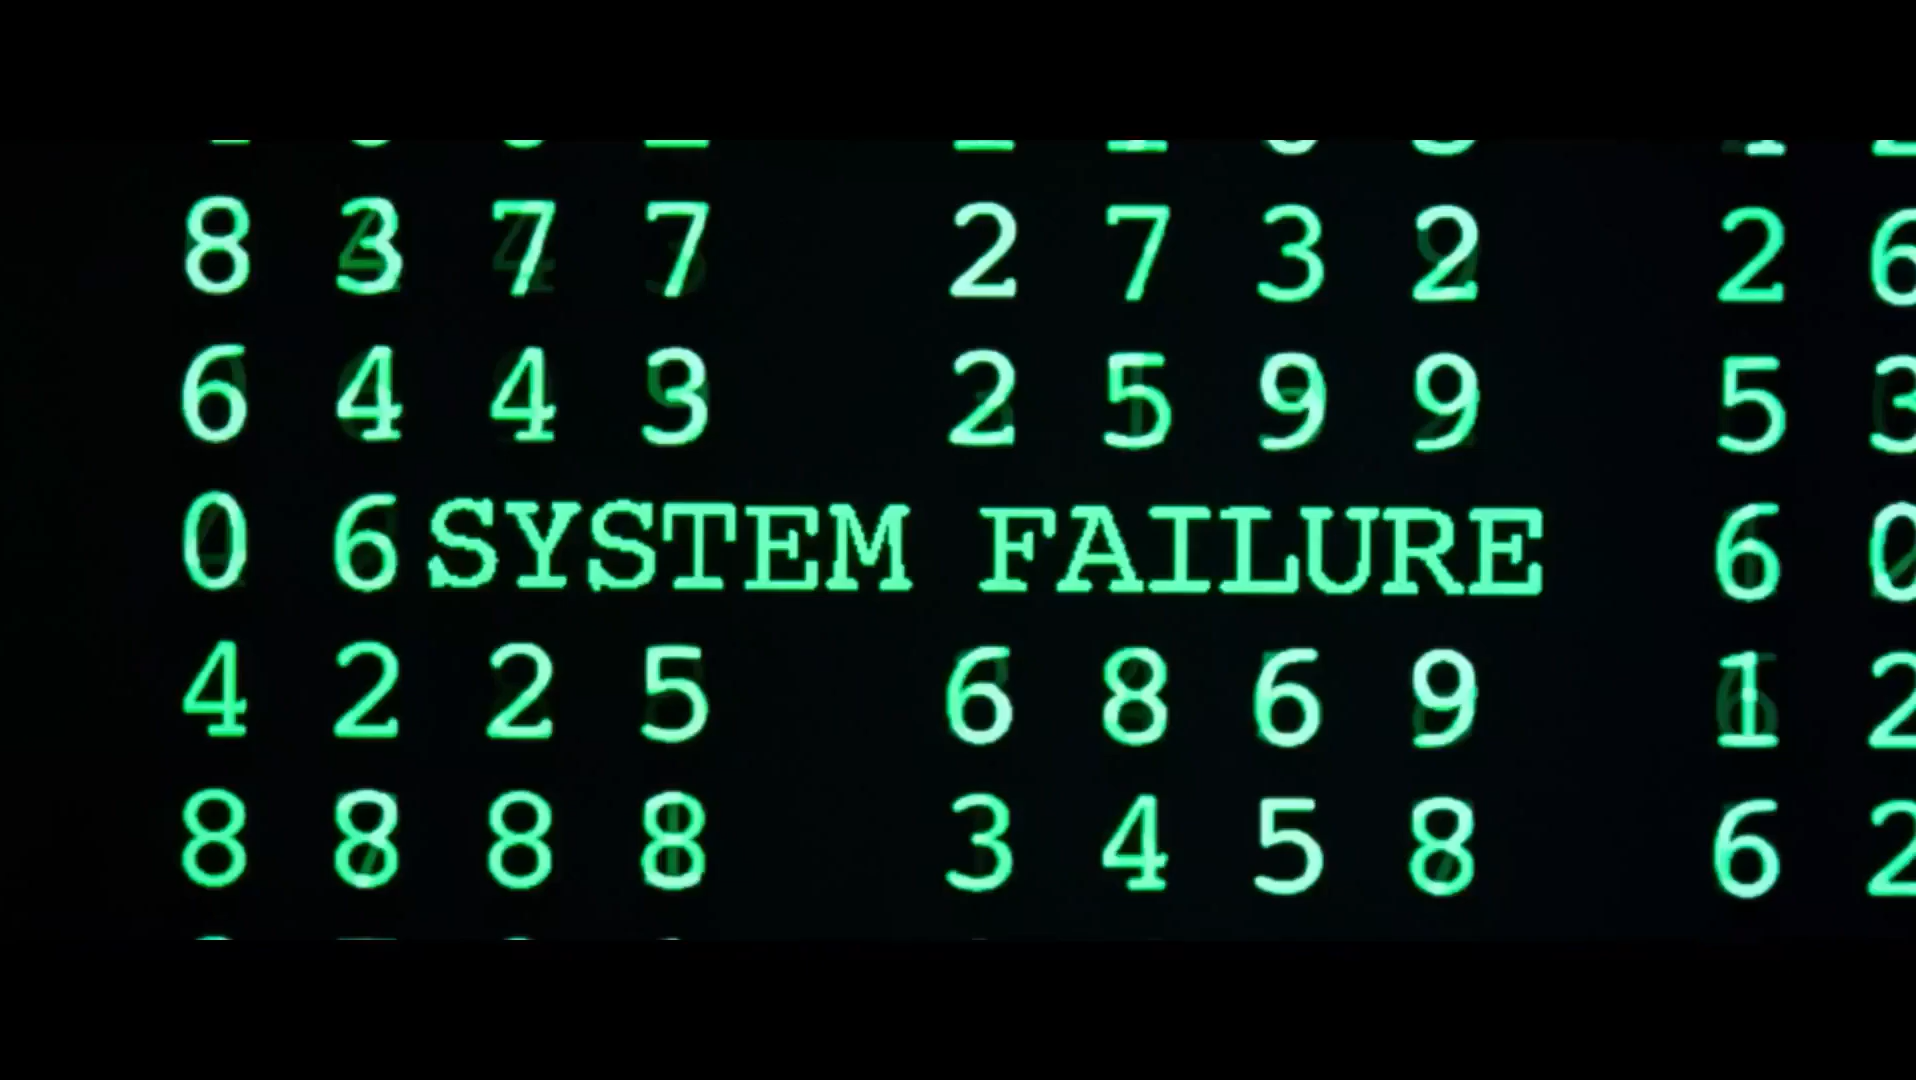 8 3 7 7 2 7 3 2 2 6
6 4 4 3 2 5 9 9 5 3
0 6 SYSTEM FAILURE 6 0
4 2 2 5 6 8 6 9 1 2
8 8 8 8 3 4 5 8 6 2